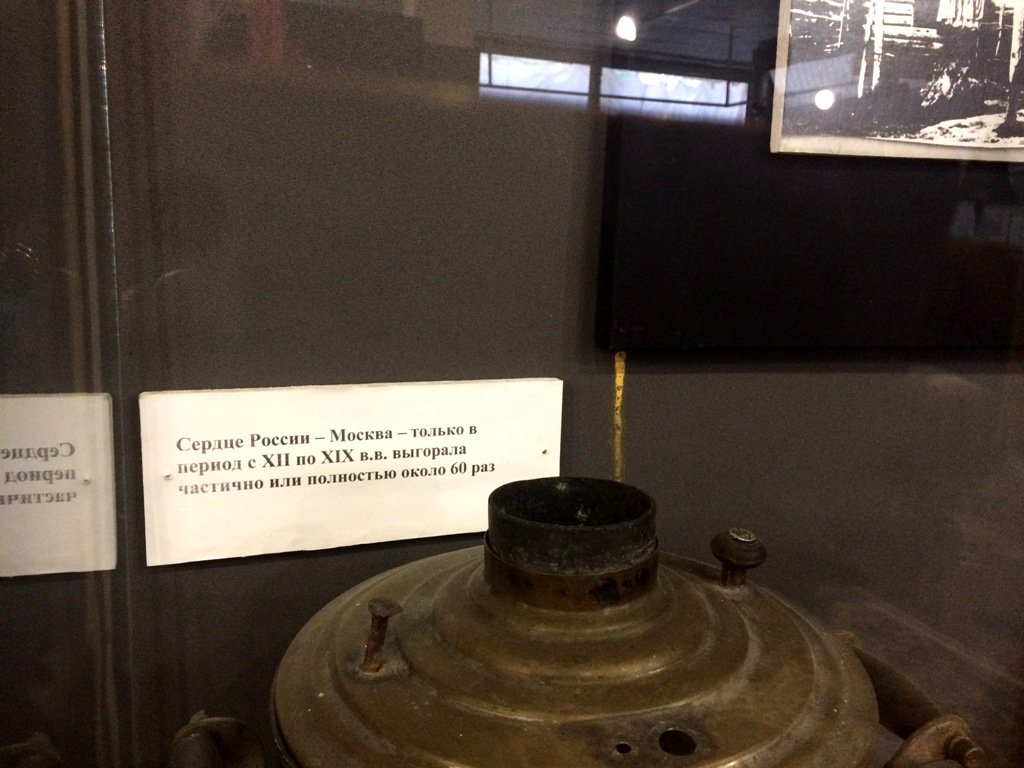 Сердце России – Москва – только в
период с XII по XIX в.в. выгорала
частично или полностью около 60 раз